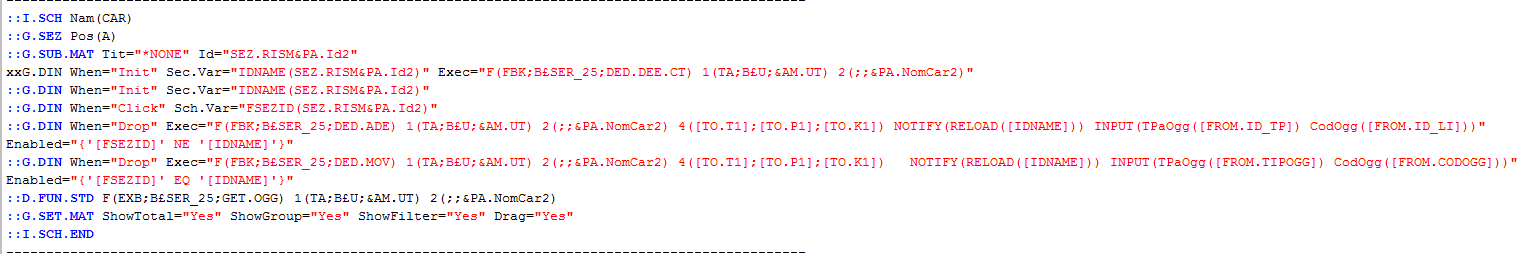 ::I.SCH Nam(CAR)
::G.SEZ Pos(A)
::G.SUB.MAT Tit="*NONE" Id="SEZ.RISM&PA.Id2"
xxG.DIN When="Init" Sec.Var="IDNAME(SEZ.RISM&PA.Id2)" Exec="F(FBK;B£SER_25;DED.DEE.CT) 1(TA;B£U;&AM.UT) 2(;;&PA.NomCar2)"
::G.DIN When="Init" Sec.Var="IDNAME(SEZ.RISM&PA.Id2)"
::G.DIN When="Click" Sch.Var="FSEZID(SEZ.RISM&PA.Id2)"
::G.DIN When="Drop" Exec="F(FBK;B£SER_25;DED.ADE) 1(TA;B£U;&AM.UT) 2(;;&PA.NomCar2) 4([TO.T1];[TO.P1];[TO.K1]) NOTIFY(RELOAD([IDNAME])) INPUT(TPaOgg([FROM.ID_TP]) CodOgg([FROM.ID_LI]))"
Enabled="{'[FSEZID]' NE '[IDNAME]'}"
::G.DIN When="Drop" Exec="F(FBK;B£SER_25;DED.MOV) 1(TA;B£U;&AM.UT) 2(;;&PA.NomCar2) 4([TO.T1];[TO.P1];[TO.K1])   NOTIFY(RELOAD([IDNAME])) INPUT(TPaOgg([FROM.TIPOGG]) CodOgg([FROM.CODOGG]))"
Enabled="{'[FSEZID]' EQ '[IDNAME]'}"
::D.FUN.STD F(EXB;B£SER_25;GET.OGG) 1(TA;B£U;&AM.UT) 2(;;&PA.NomCar2)
::G.SET.MAT ShowTotal="Yes" ShowGroup="Yes" ShowFilter="Yes" Drag="Yes"
::I.SCH.END